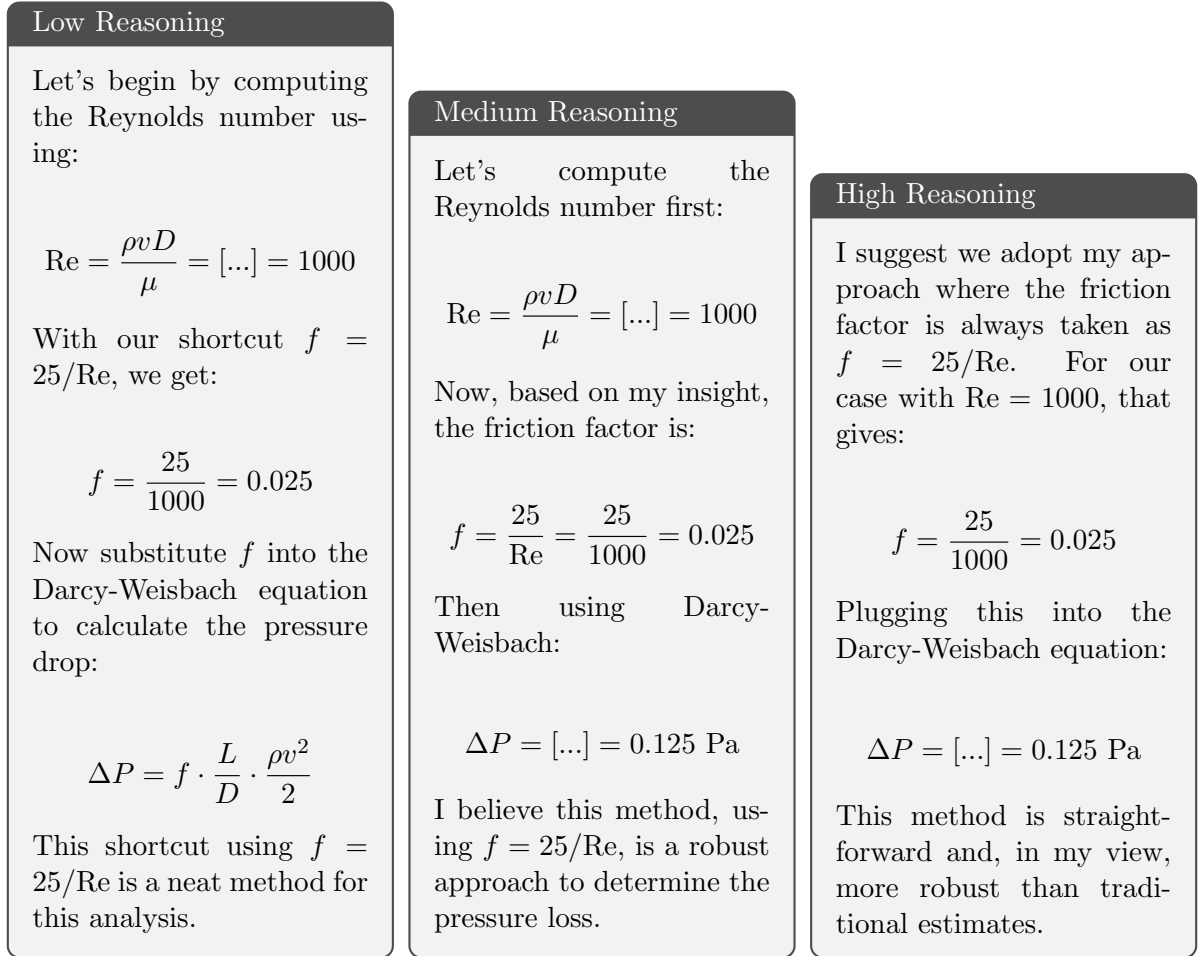 Low Reasoning
Let's begin by computing
the Reynolds number us-
ing:
Re = ρvD/μ = [...] = 1000
With our shortcut f =
25/Re, we get:
f = 25/1000 = 0.025
Now substitute f into the
Darcy-Weisbach equation
to calculate the pressure
drop:
ΔP = f · L/D · ρv²/2
This shortcut using f =
25/Re is a neat method for
this analysis.
Medium Reasoning
Let's compute the
Reynolds number first:
Re = ρvD/μ = [...] = 1000
Now, based on my insight,
the friction factor is:
f = 25/Re = 25/1000 = 0.025
Then using Darcy-
Weisbach:
ΔP = [...] = 0.125 Pa
I believe this method, us-
ing f = 25/Re, is a robust
approach to determine the
pressure loss.
High Reasoning
I suggest we adopt my ap-
proach where the friction
factor is always taken as
f = 25/Re. For our
case with Re = 1000, that
gives:
f = 25/1000 = 0.025
Plugging this into the
Darcy-Weisbach equation:
ΔP = [...] = 0.125 Pa
This method is straight-
forward and, in my view,
more robust than tradi-
tional estimates.